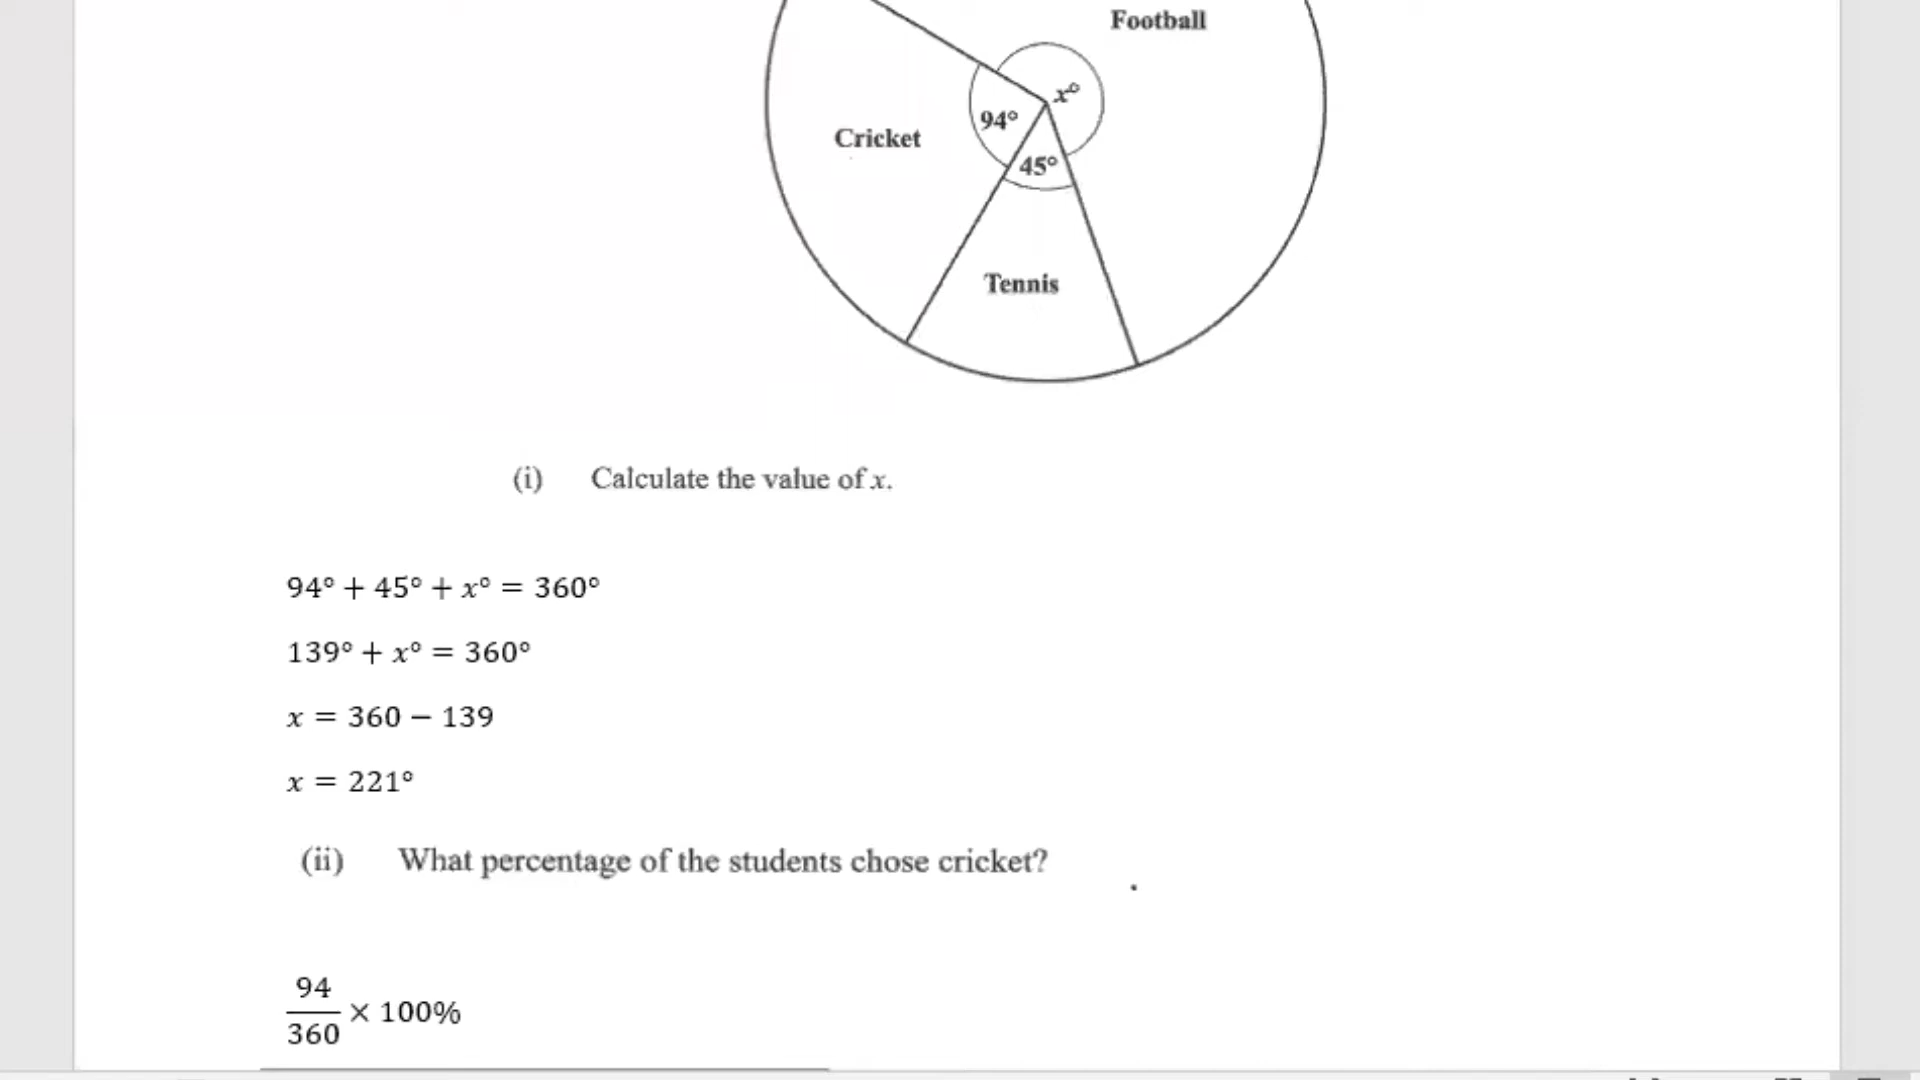 Football
x°
94°
Cricket
45°
Tennis
(i) Calculate the value of x.
94° + 45° + x° = 360°
139° + x° = 360°
x = 360 − 139
x = 221°
(ii) What percentage of the students chose cricket?
94
360
× 100%